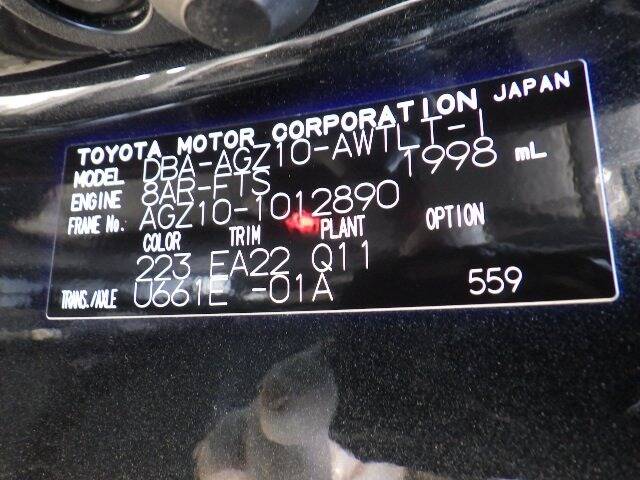 TOYOTA MOTOR CORPORATION JAPAN
MODEL DBA-AGZ10-AWTLT-1
ENGINE 8AR-FTS 1998 mL
FRAME No. AGZ10-1012890
COLOR TRIM PLANT OPTION
223 EA22 Q11
TRANS./AXLE U661E -01A 559